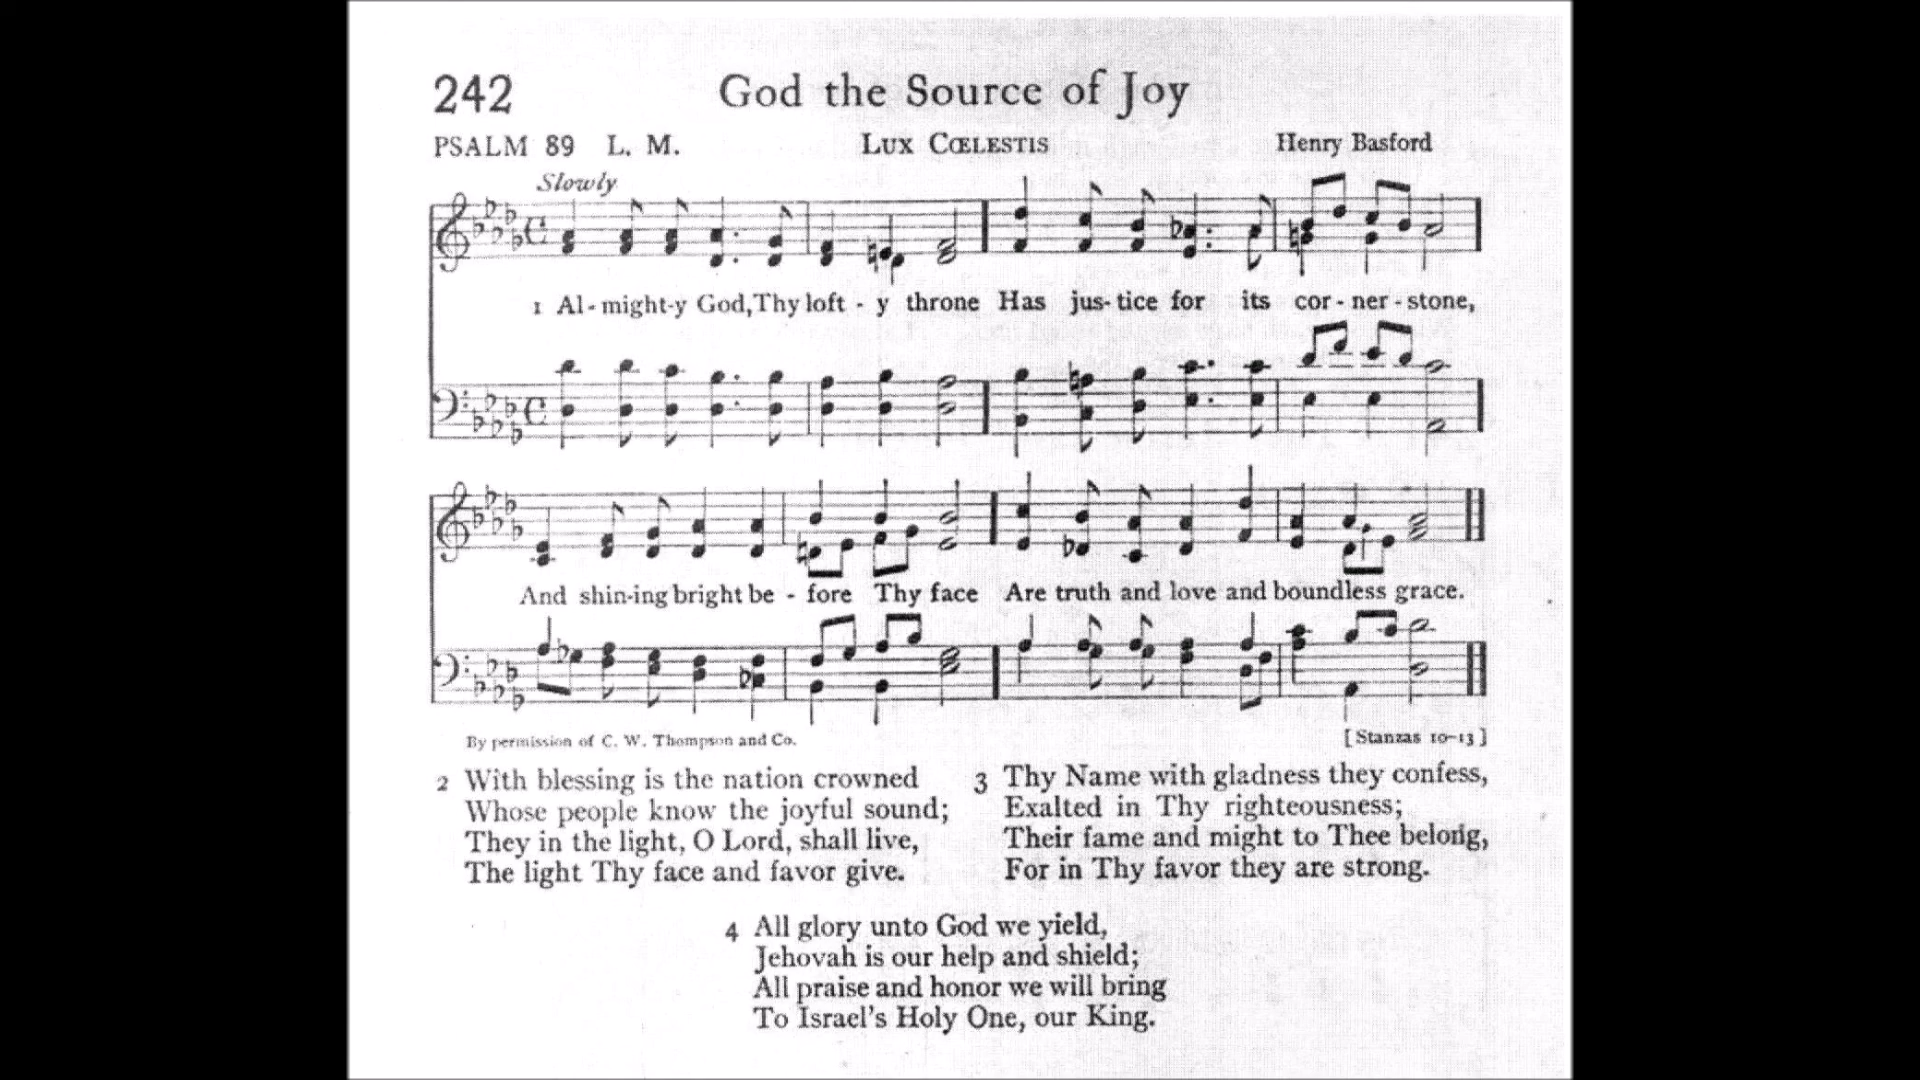 242 God the Source of Joy
PSALM 89 L. M. LUX CŒLESTIS Henry Basford
Slowly
1 Al-might-y God, Thy loft - y throne Has jus-tice for its cor-ner-stone,
And shin-ing bright be - fore Thy face Are truth and love and boundless grace.
By permission of C. W. Thompson and Co. [Stanzas 10-13]
2 With blessing is the nation crowned
Whose people know the joyful sound;
They in the light, O Lord, shall live,
The light Thy face and favor give.
3 Thy Name with gladness they confess,
Exalted in Thy righteousness;
Their fame and might to Thee belong,
For in Thy favor they are strong.
4 All glory unto God we yield,
Jehovah is our help and shield;
All praise and honor we will bring
To Israel's Holy One, our King.